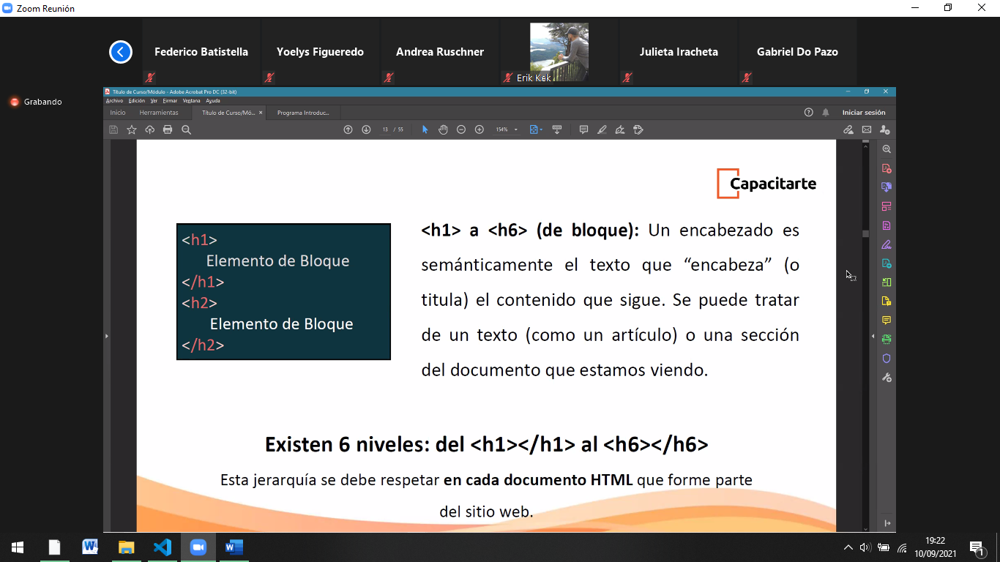 Zoom Reunión
Federico Batistella
Yoelys Figueredo
Andrea Ruschner
Erik Kek
Julieta Iracheta
Gabriel Do Pazo
Grabando
Título de Curso/Módulo - Adobe Acrobat Pro DC (32-bit)
Archivo Edición Ver Firmar Ventana Ayuda
Inicio Herramientas Título de Curso/Mó... × Programa Introduc... Iniciar sesión
13 / 55 154%
Capacitarte
<h1>
Elemento de Bloque
</h1>
<h2>
Elemento de Bloque
</h2>
<h1> a <h6> (de bloque): Un encabezado es
semánticamente el texto que “encabeza” (o
titula) el contenido que sigue. Se puede tratar
de un texto (como un artículo) o una sección
del documento que estamos viendo.
Existen 6 niveles: del <h1></h1> al <h6></h6>
Esta jerarquía se debe respetar en cada documento HTML que forme parte
del sitio web.
19:22
10/09/2021
1